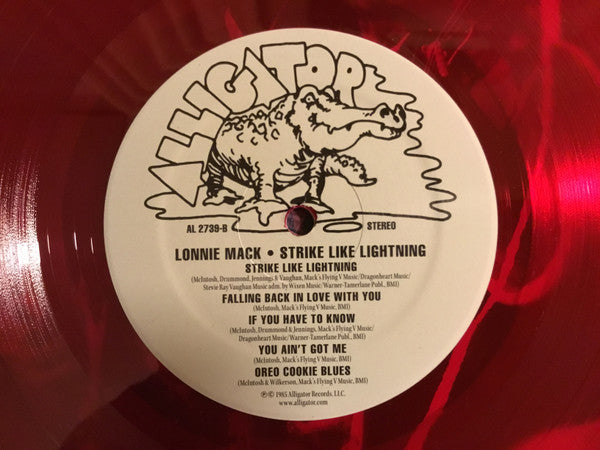 ALLIGATOR
AL 2739-B
STEREO
LONNIE MACK • STRIKE LIKE LIGHTNING
STRIKE LIKE LIGHTNING
(McIntosh, Drummond, Jennings, & Vaughan, Mack's Flying V Music/Dragonheart Music/
Stevie Ray Vaughan Music adm. by Wixen Music/Warner-Tamerlane Publ., BMI)
FALLING BACK IN LOVE WITH YOU
(McIntosh, Mack's Flying V Music, BMI)
IF YOU HAVE TO KNOW
(McIntosh, Drummond & Jennings, Mack's Flying V Music/
Dragonheart Music/Warner-Tamerlane Publ., BMI)
YOU AIN'T GOT ME
(McIntosh, Mack's Flying V Music, BMI)
OREO COOKIE BLUES
(McIntosh & Wilkerson, Mack's Flying V Music, BMI)
℗ © 1985 Alligator Records, LLC.
www.alligator.com